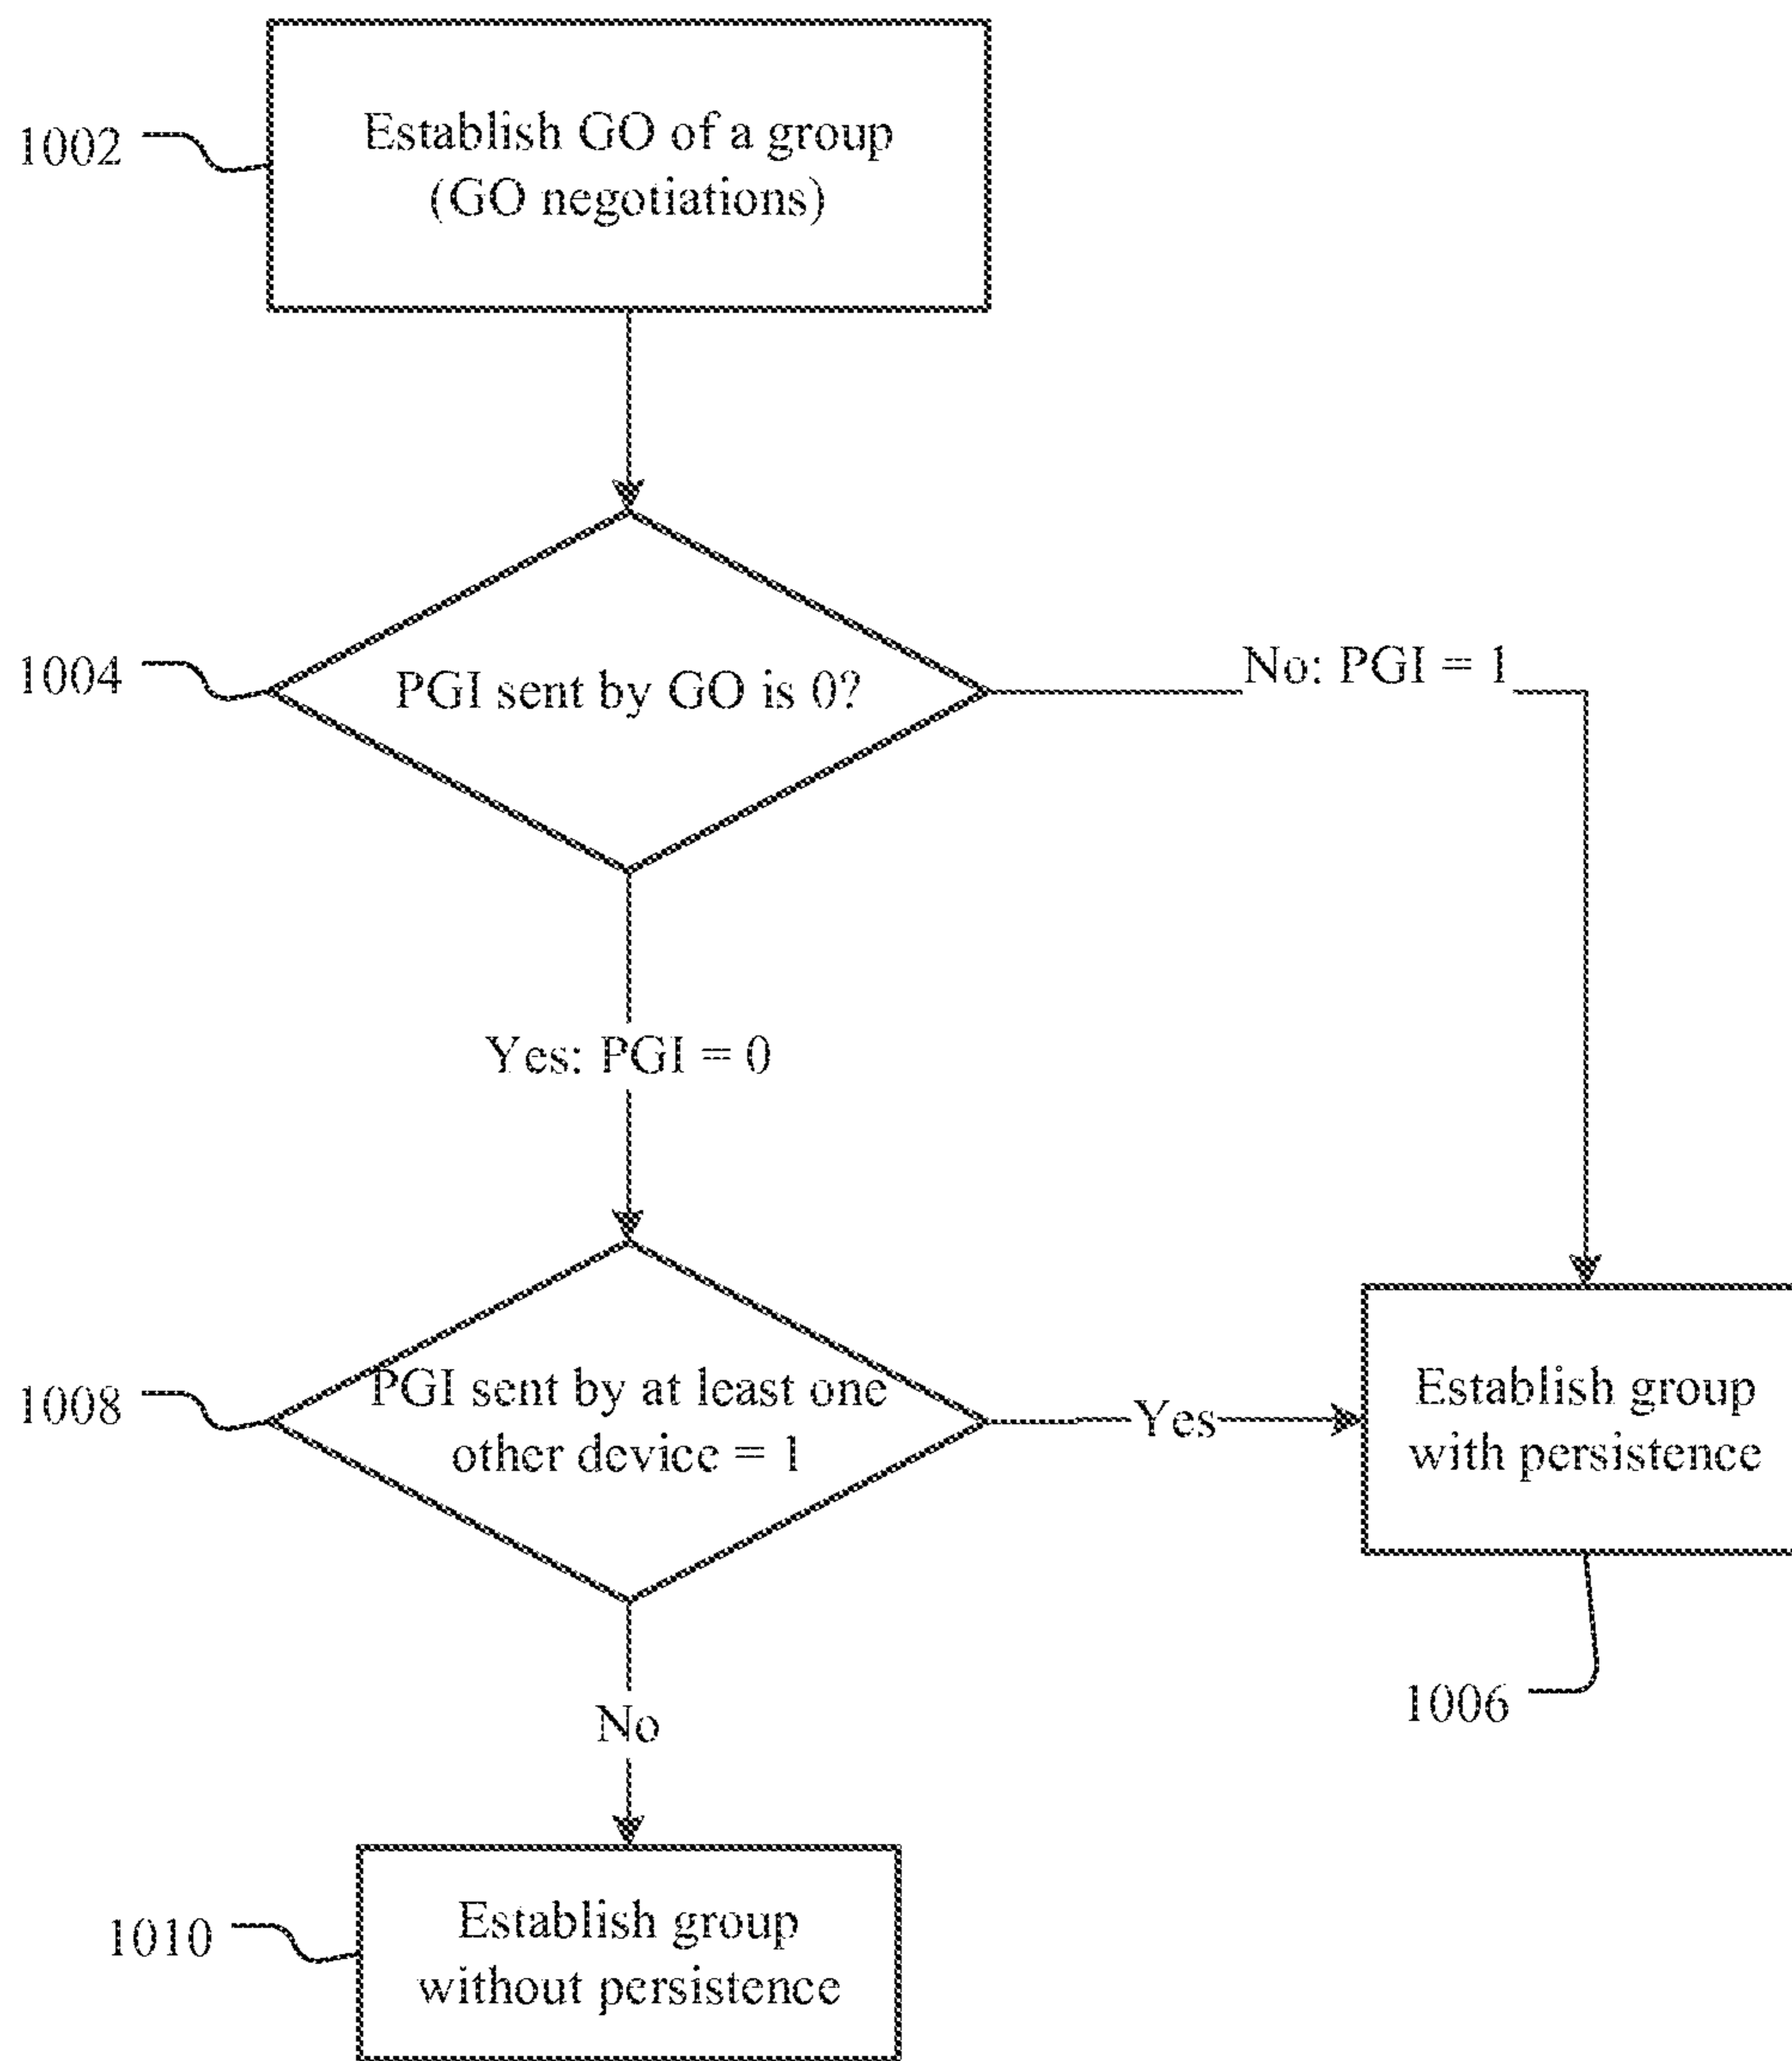 1002
Establish GO of a group
(GO negotiations)
1004
PGI sent by GO is 0?
No: PGI = 1
Yes: PGI = 0
1008
PGI sent by at least one
other device = 1
Yes
Establish group
with persistence
1006
No
1010
Establish group
without persistence